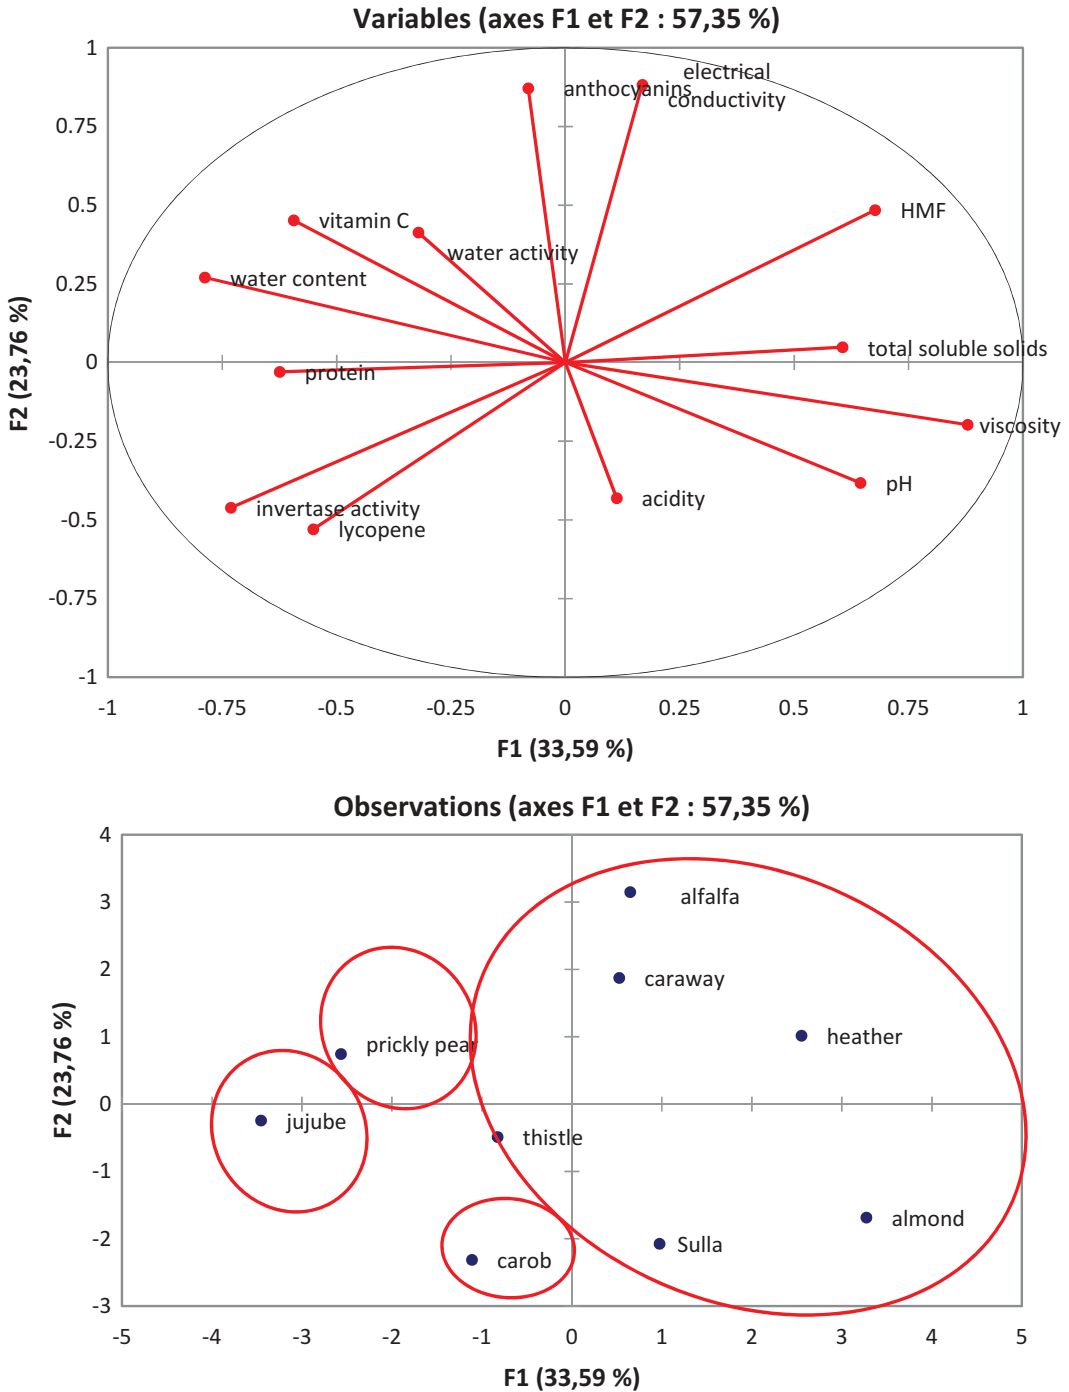 Variables (axes F1 et F2 : 57,35 %)
1
0.75
0.5
0.25
0
-0.25
-0.5
-0.75
-1
F2 (23,76 %)
electrical
conductivity
anthocyanins
HMF
vitamin C
water activity
water content
total soluble solids
protein
viscosity
pH
acidity
invertase activity
lycopene
-1 -0.75 -0.5 -0.25 0 0.25 0.5 0.75 1
F1 (33,59 %)
Observations (axes F1 et F2 : 57,35 %)
4
3
2
1
0
-1
-2
-3
F2 (23,76 %)
alfalfa
caraway
heather
prickly pear
jujube
thistle
almond
Sulla
carob
-5 -4 -3 -2 -1 0 1 2 3 4 5
F1 (33,59 %)